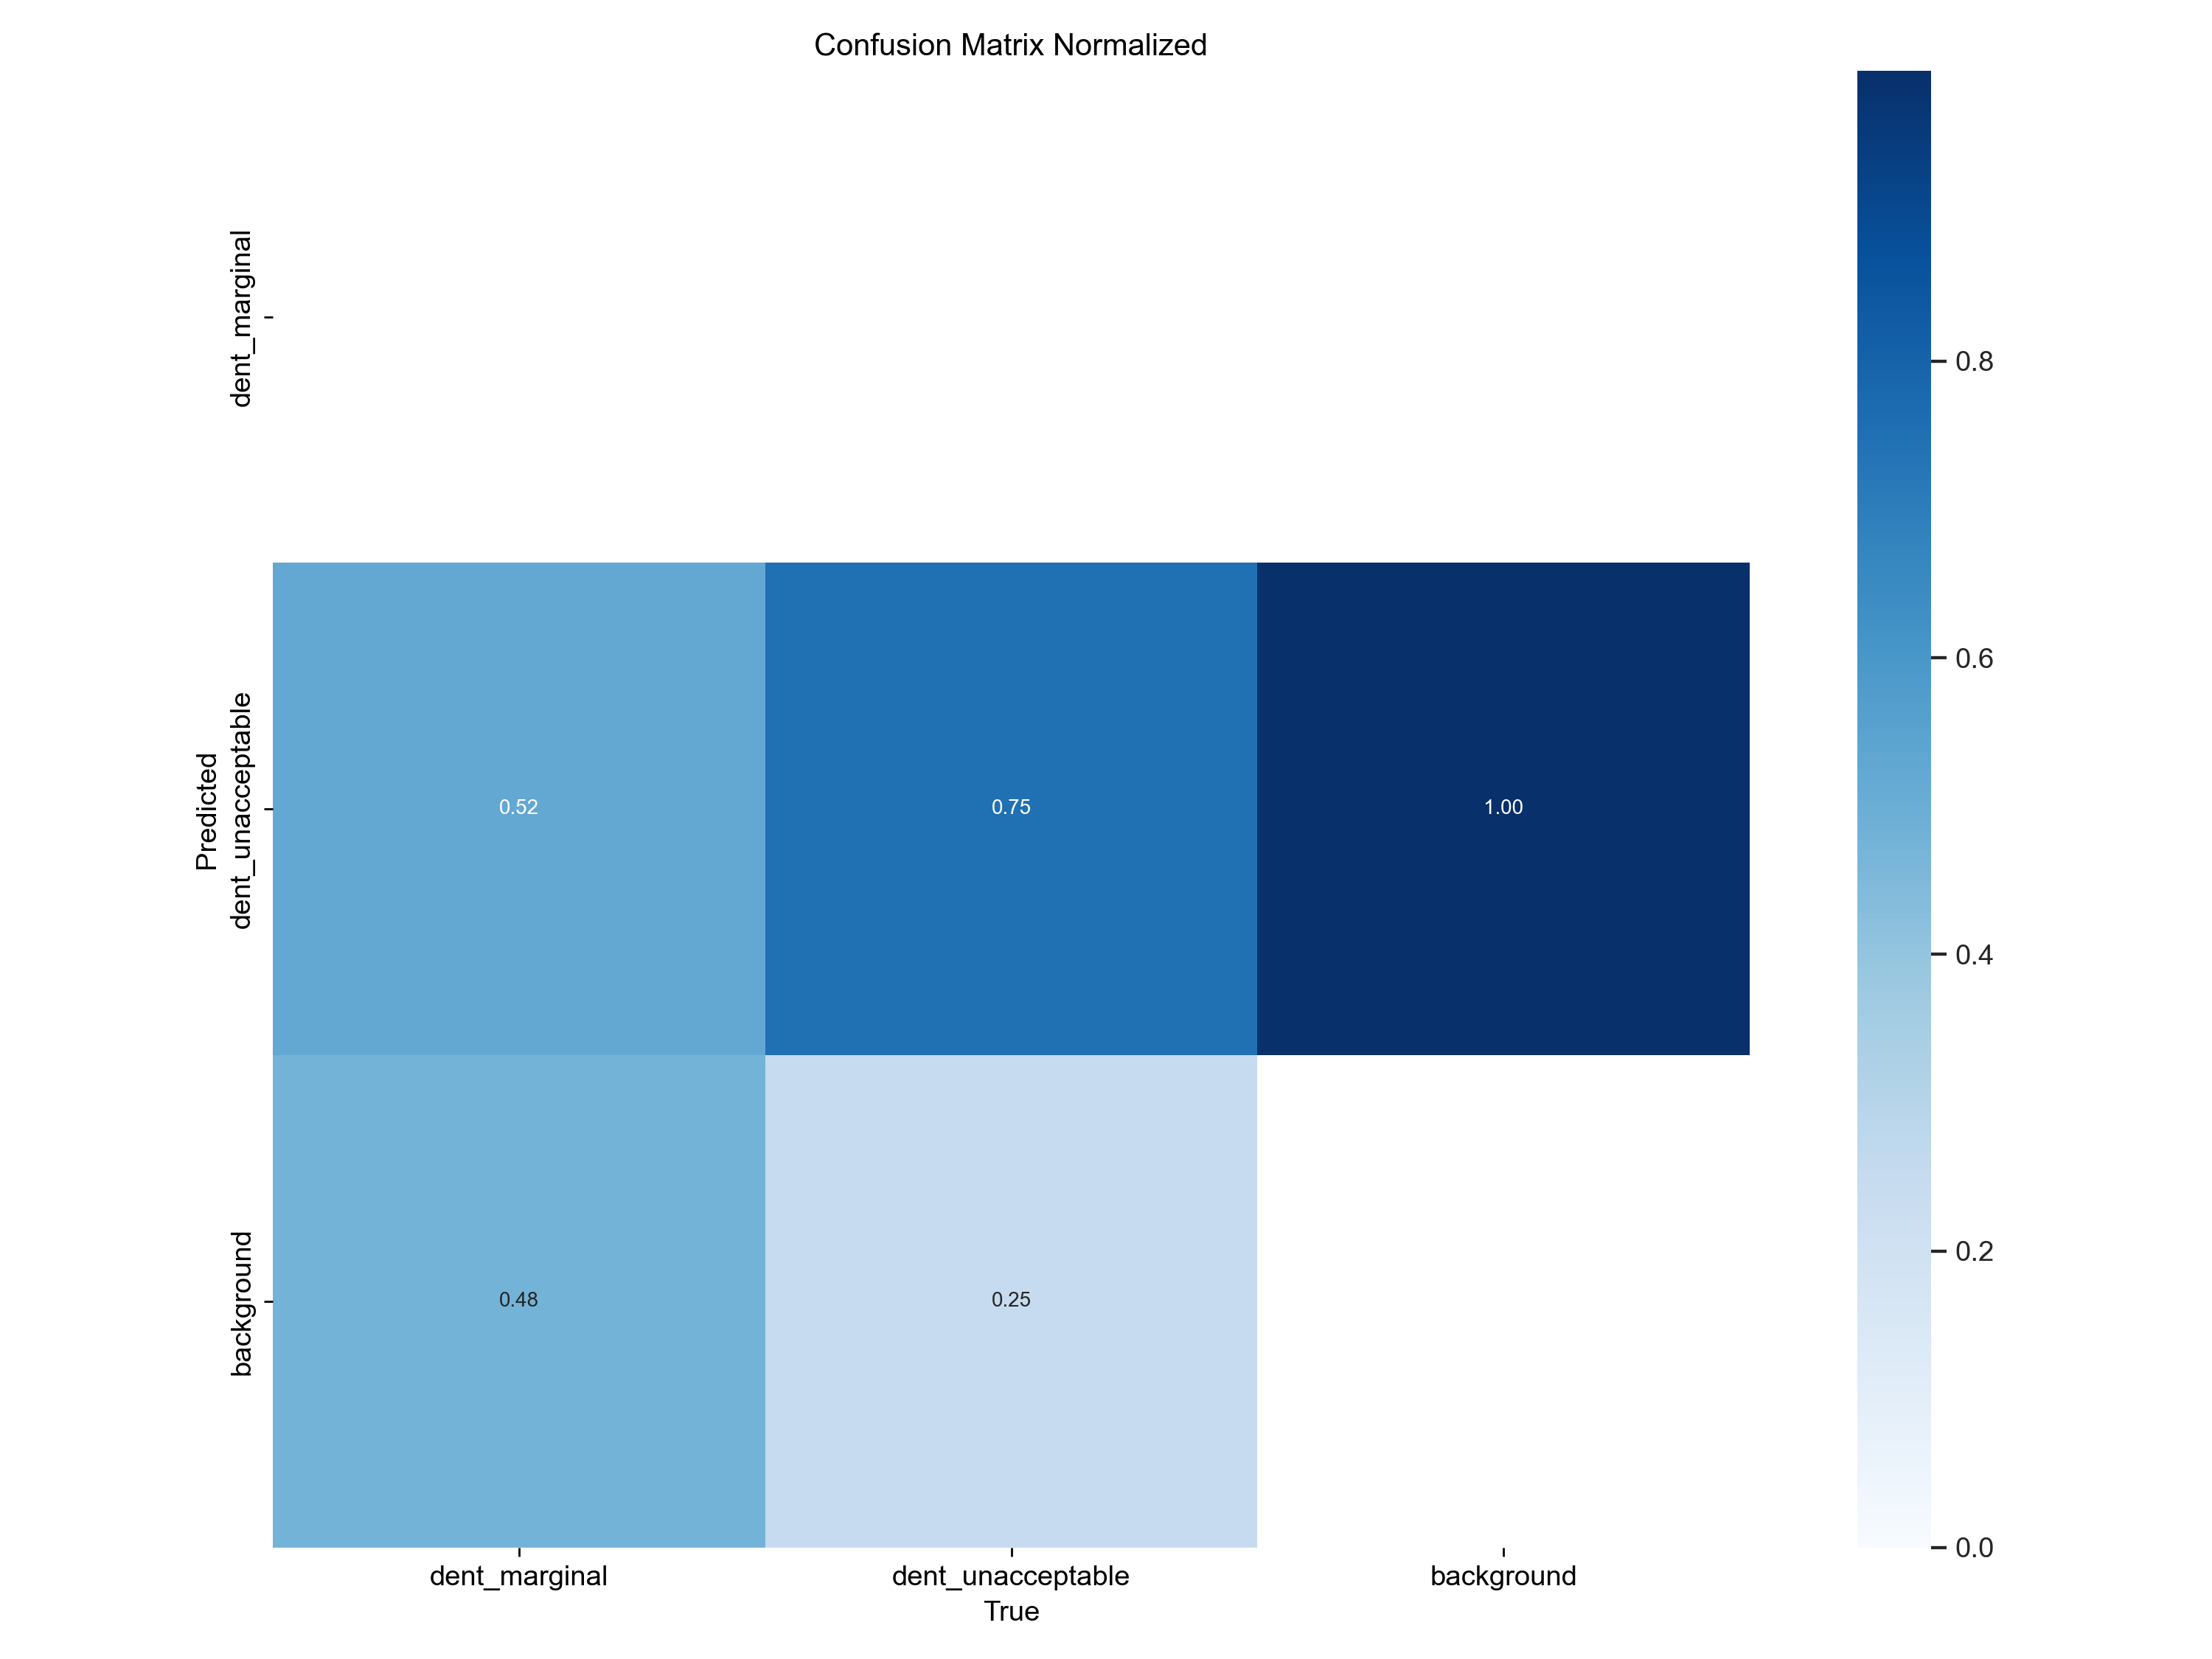 Confusion Matrix Normalized
dent_marginal
dent_unacceptable
background
Predicted
0.52
0.75
1.00
0.48
0.25
dent_marginal
dent_unacceptable
background
True
0.8
0.6
0.4
0.2
0.0